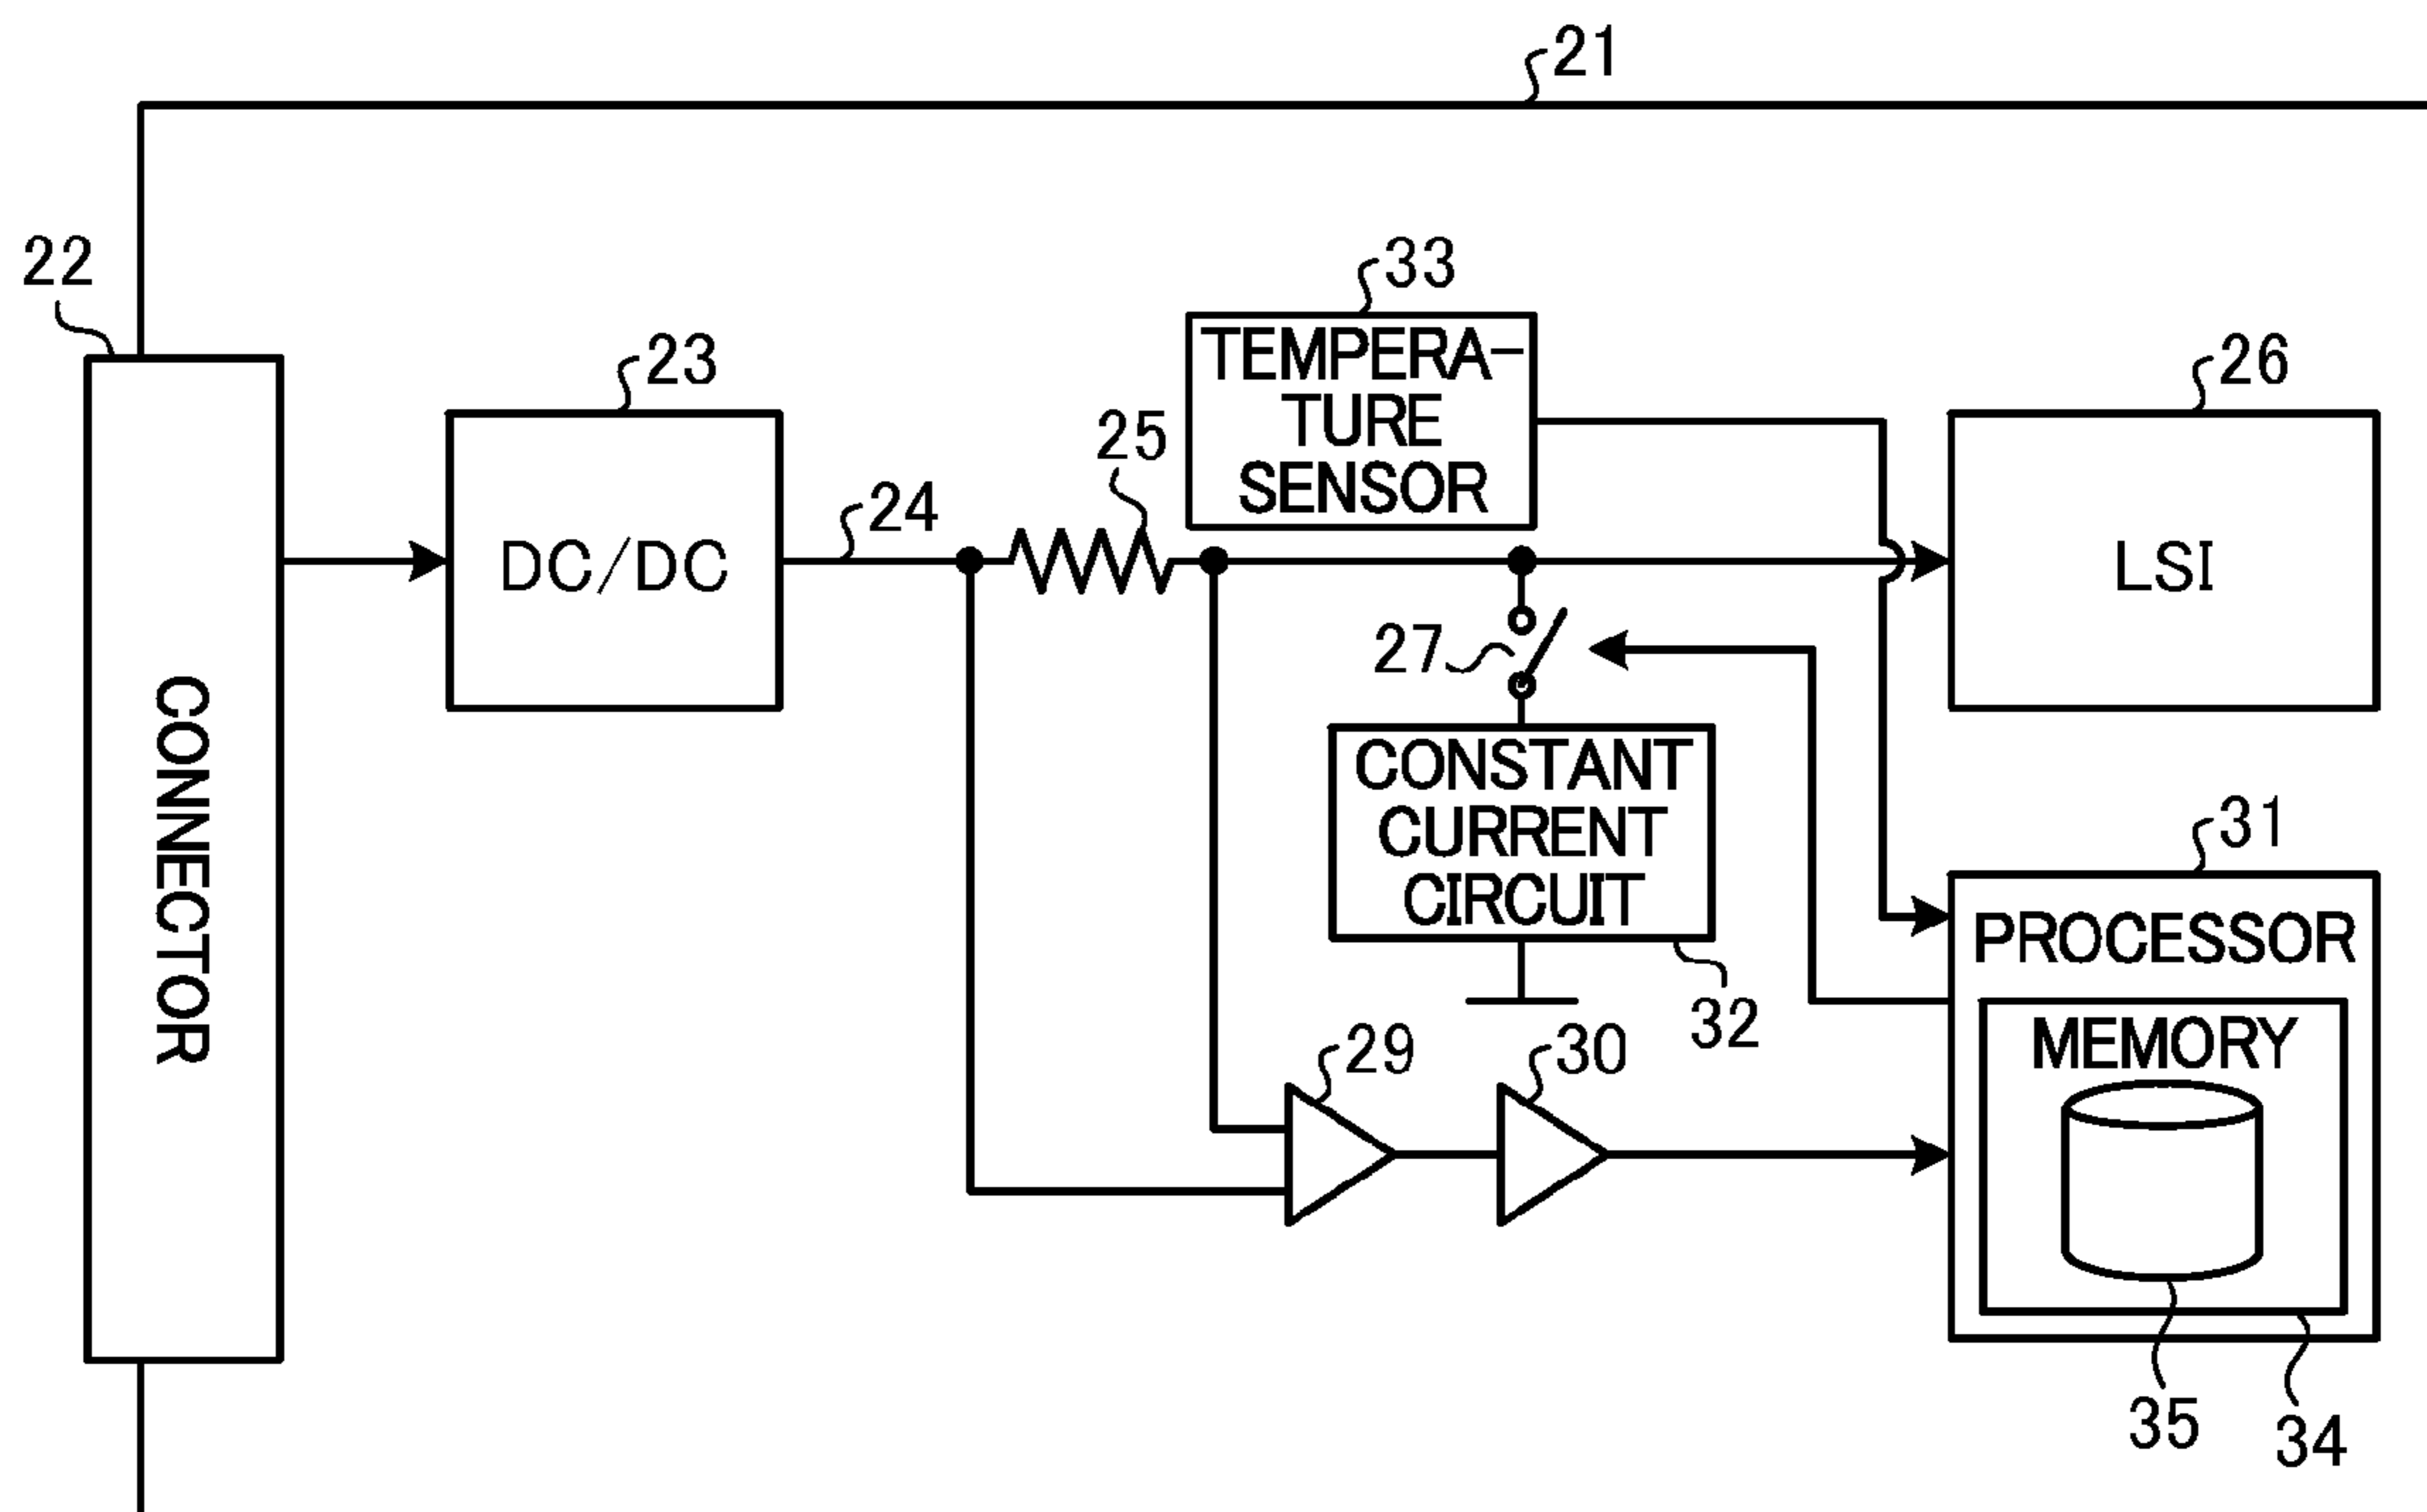 21
22
33
TEMPERA-
TURE
SENSOR
23
26
25
24
DC/DC
LSI
27
CONNECTOR
CONSTANT
CURRENT
CIRCUIT
31
PROCESSOR
32
MEMORY
29
30
35
34